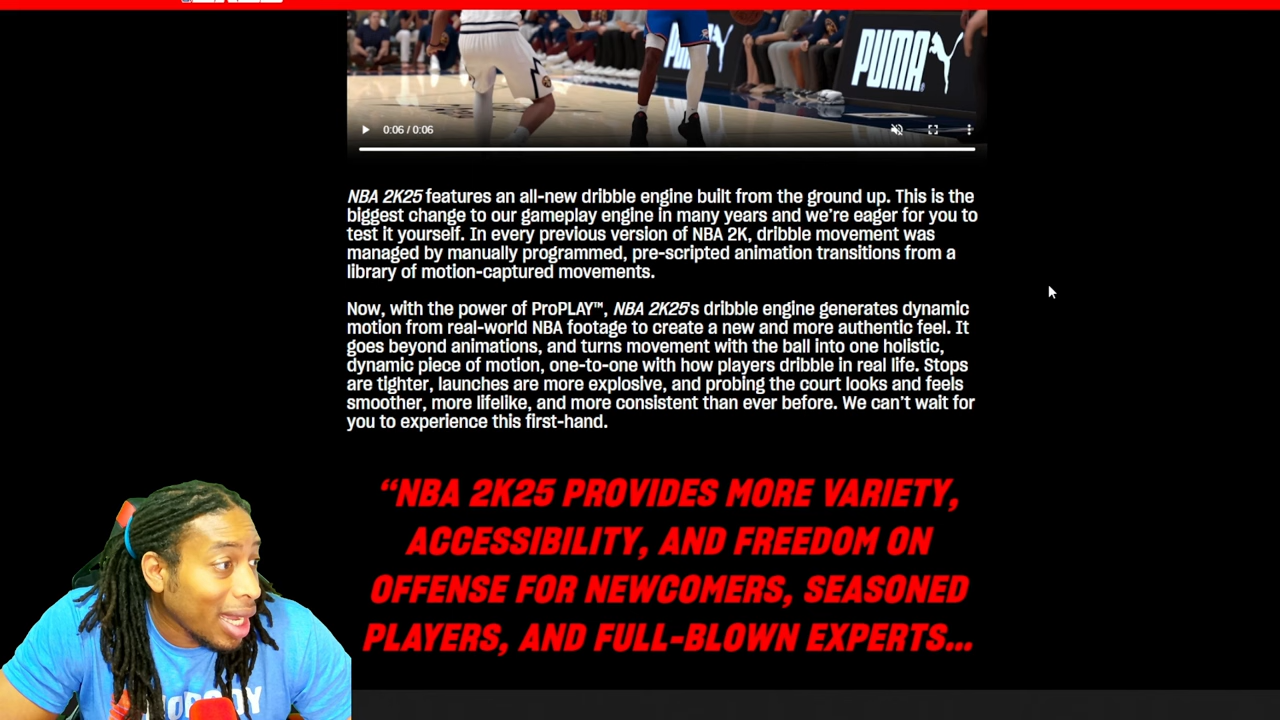 PUMA
0:06 / 0:06
NBA 2K25 features an all-new dribble engine built from the ground up. This is the
biggest change to our gameplay engine in many years and we're eager for you to
test it yourself. In every previous version of NBA 2K, dribble movement was
managed by manually programmed, pre-scripted animation transitions from a
library of motion-captured movements.
Now, with the power of ProPLAY™, NBA 2K25's dribble engine generates dynamic
motion from real-world NBA footage to create a new and more authentic feel. It
goes beyond animations, and turns movement with the ball into one holistic,
dynamic piece of motion, one-to-one with how players dribble in real life. Stops
are tighter, launches are more explosive, and probing the court looks and feels
smoother, more lifelike, and more consistent than ever before. We can't wait for
you to experience this first-hand.
“NBA 2K25 PROVIDES MORE VARIETY,
ACCESSIBILITY, AND FREEDOM ON
OFFENSE FOR NEWCOMERS, SEASONED
PLAYERS, AND FULL-BLOWN EXPERTS...